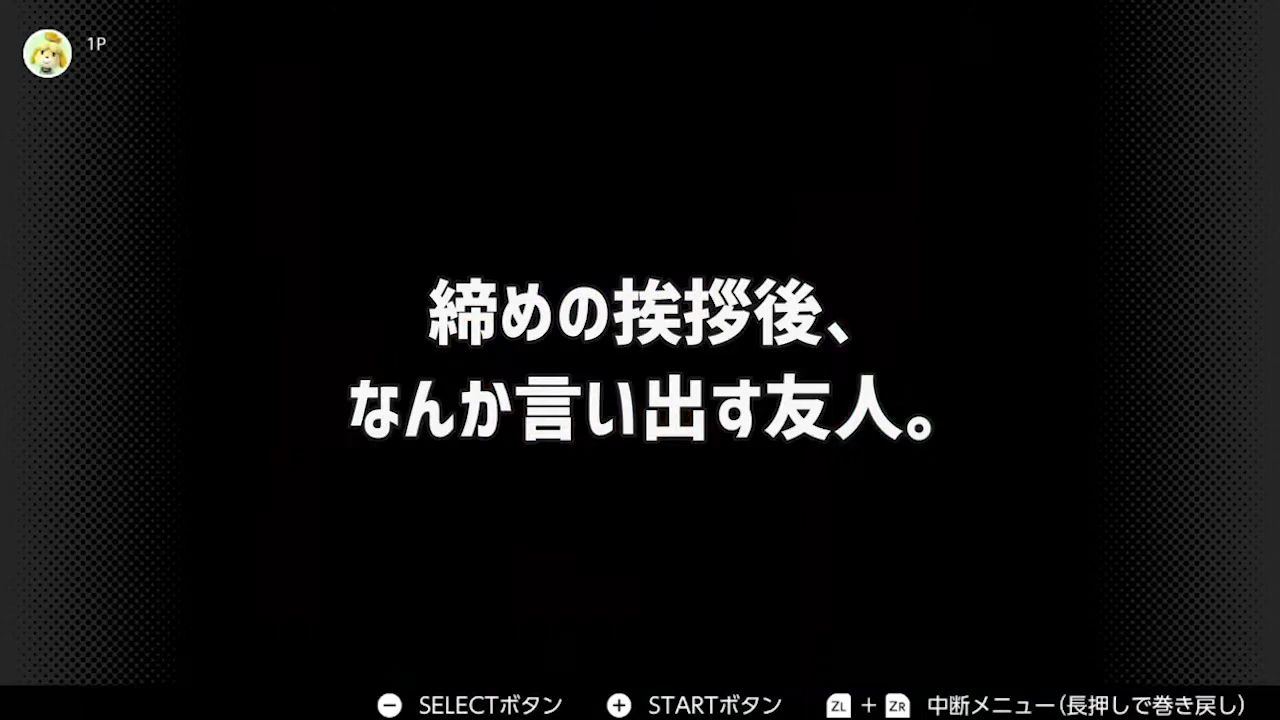 1P
締めの挨拶後、
なんか言い出す友人。
SELECTボタン STARTボタン ZL + ZR 中断メニュー(長押しで巻き戻し)